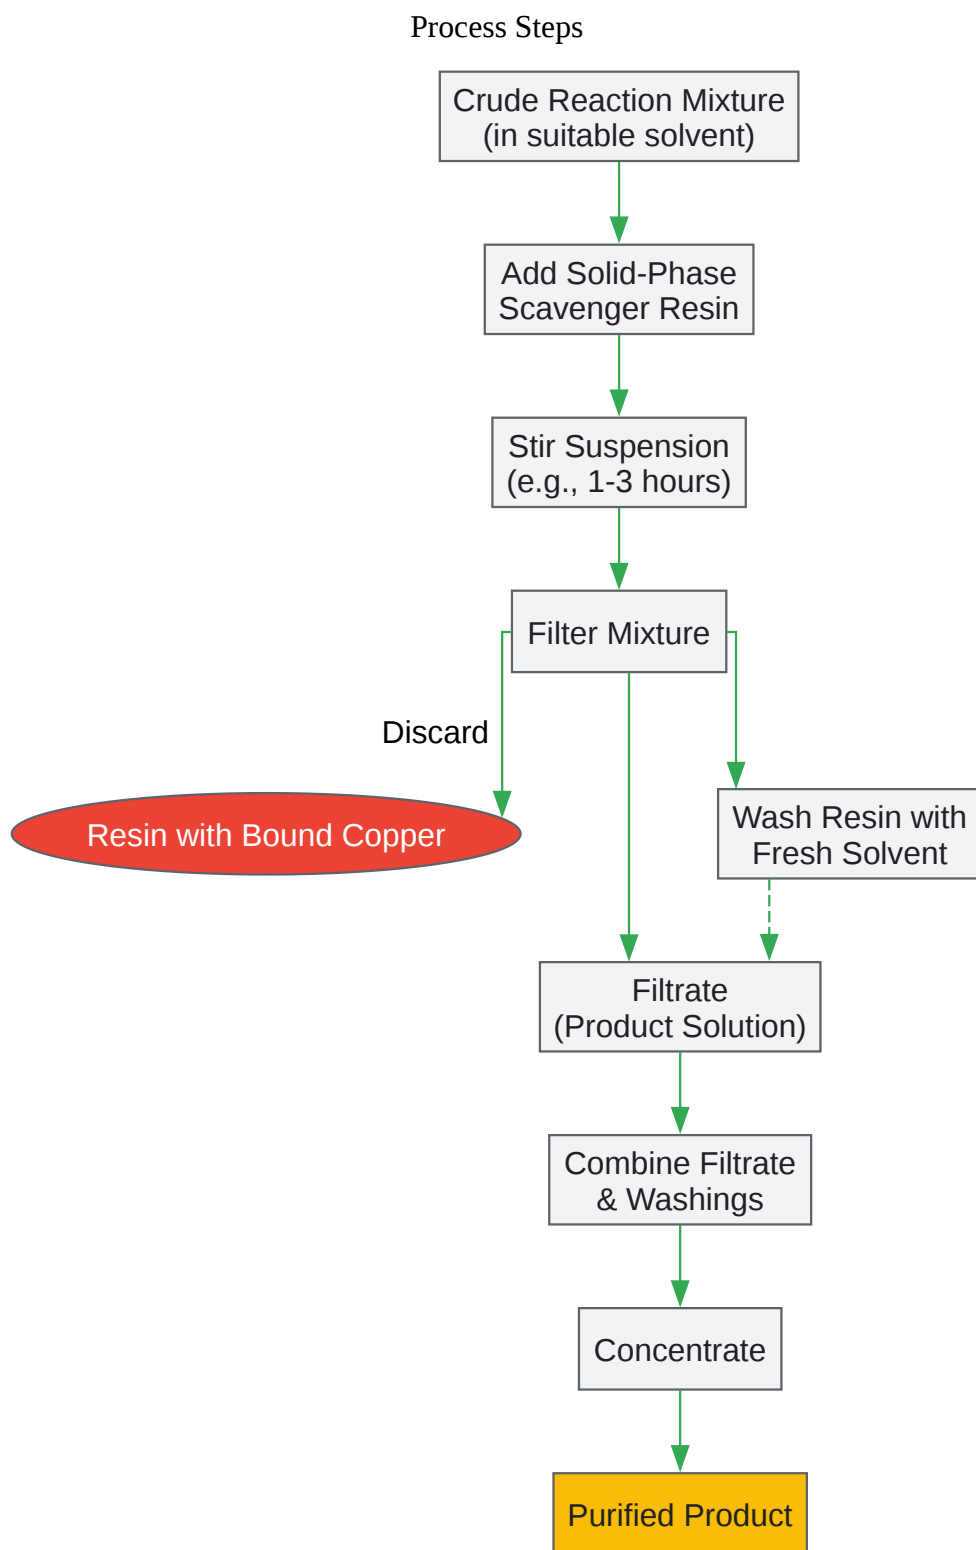 Process Steps
Crude Reaction Mixture
(in suitable solvent)
Add Solid-Phase
Scavenger Resin
Stir Suspension
(e.g., 1-3 hours)
Filter Mixture
Discard
Resin with Bound Copper
Wash Resin with
Fresh Solvent
Filtrate
(Product Solution)
Combine Filtrate
& Washings
Concentrate
Purified Product